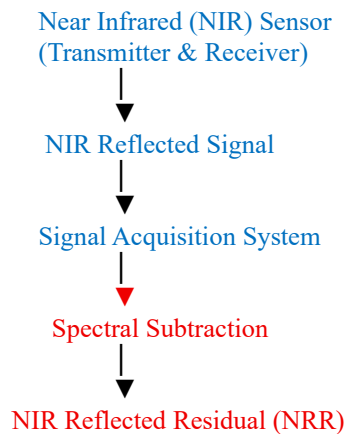 Near Infrared (NIR) Sensor
(Transmitter & Receiver)
NIR Reflected Signal
Signal Acquisition System
Spectral Subtraction
NIR Reflected Residual (NRR)